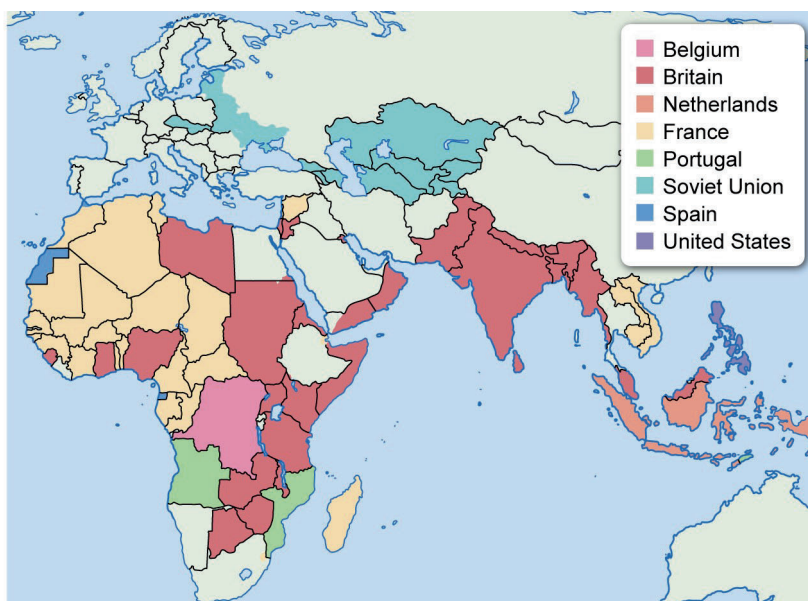 Belgium
Britain
Netherlands
France
Portugal
Soviet Union
Spain
United States